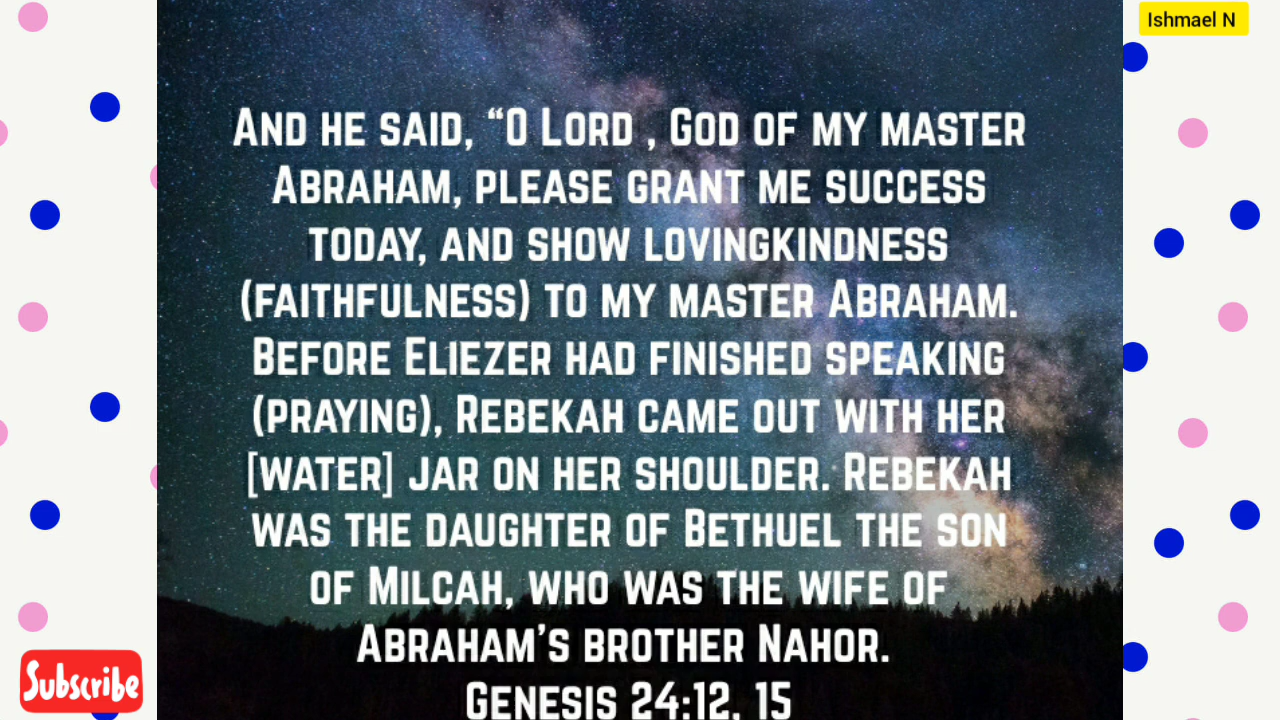 Ishmael N
And he said, “O Lord , God of my master
Abraham, please grant me success
today, and show lovingkindness
(faithfulness) to my master Abraham.
Before Eliezer had finished speaking
(praying), Rebekah came out with her
[water] jar on her shoulder. Rebekah
was the daughter of Bethuel the son
of Milcah, who was the wife of
Abraham’s brother Nahor.
Genesis 24:12, 15
Subscribe